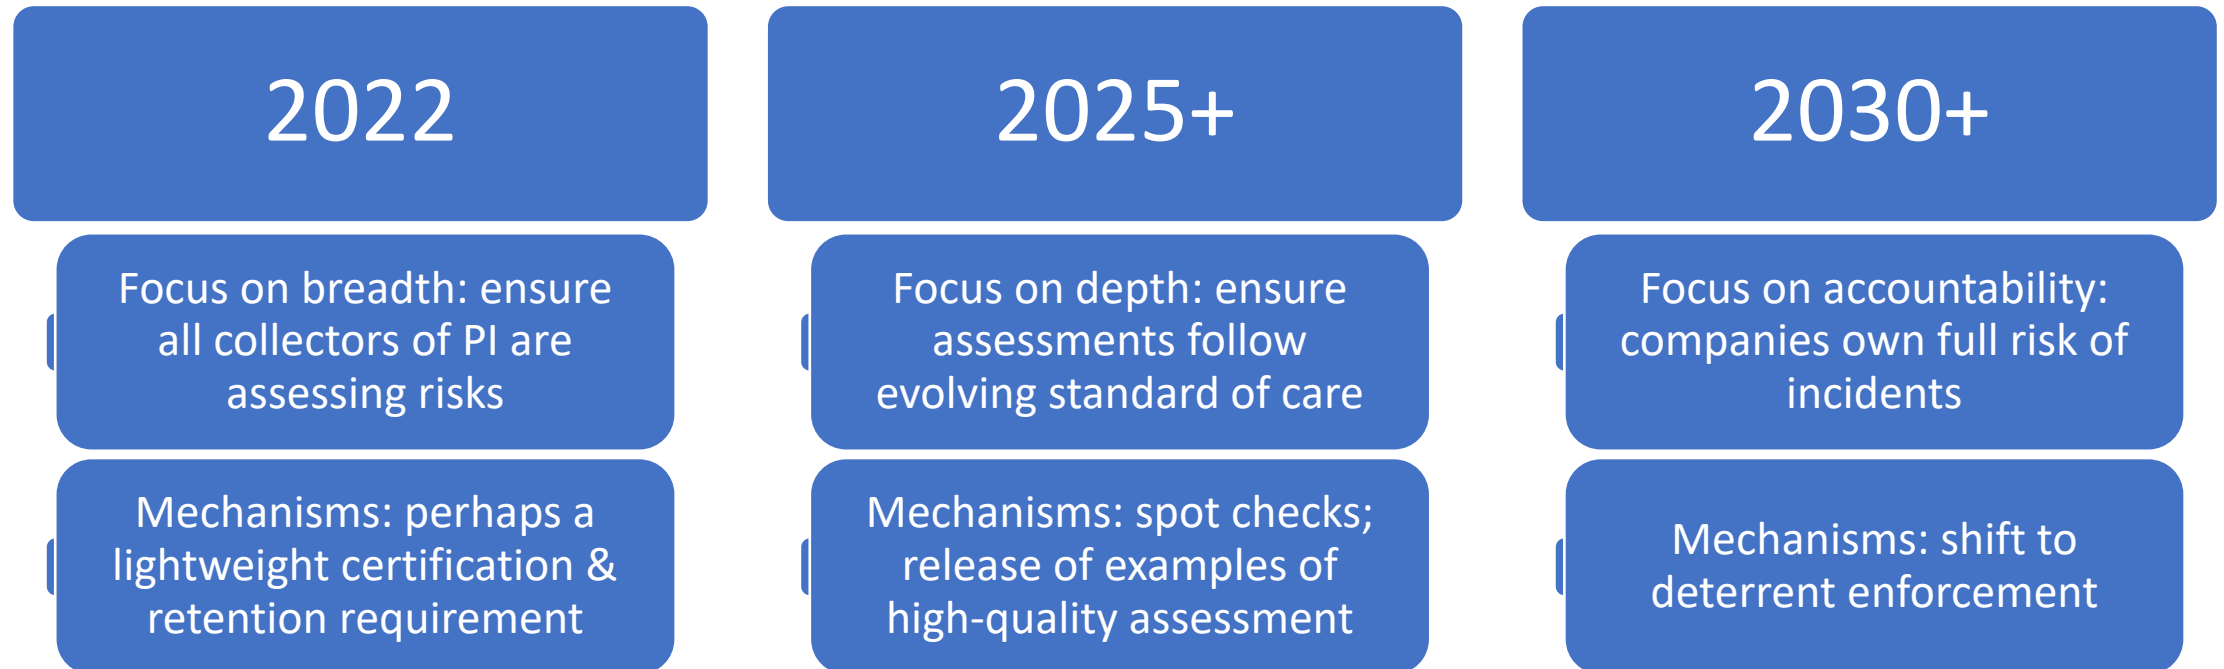 2022
Focus on breadth: ensure
all collectors of PI are
assessing risks
Mechanisms: perhaps a
lightweight certification &
retention requirement
2025+
Focus on depth: ensure
assessments follow
evolving standard of care
Mechanisms: spot checks;
release of examples of
high-quality assessment
2030+
Focus on accountability:
companies own full risk of
incidents
Mechanisms: shift to
deterrent enforcement